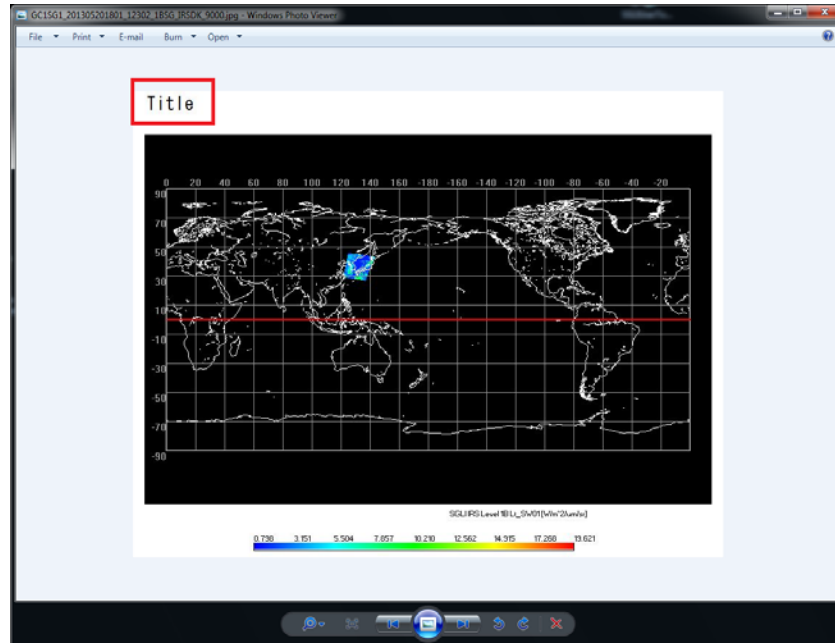 GC1SG1_201305201801_12302_1BSG_IRSDK_9000.jpg - Windows Photo Viewer
File Print E-mail Burn Open
Title
0 20 40 60 80 100 120 140 160 -180 -160 -140 -120 -100 -80 -60 -40 -20
90
70
50
30
10
-10
-30
-50
-70
-90
SGLI IRS Level 1B Lt_SW01[W/m^2/um/sr]
0.798 3.151 5.504 7.857 10.210 12.562 14.915 17.268 19.621